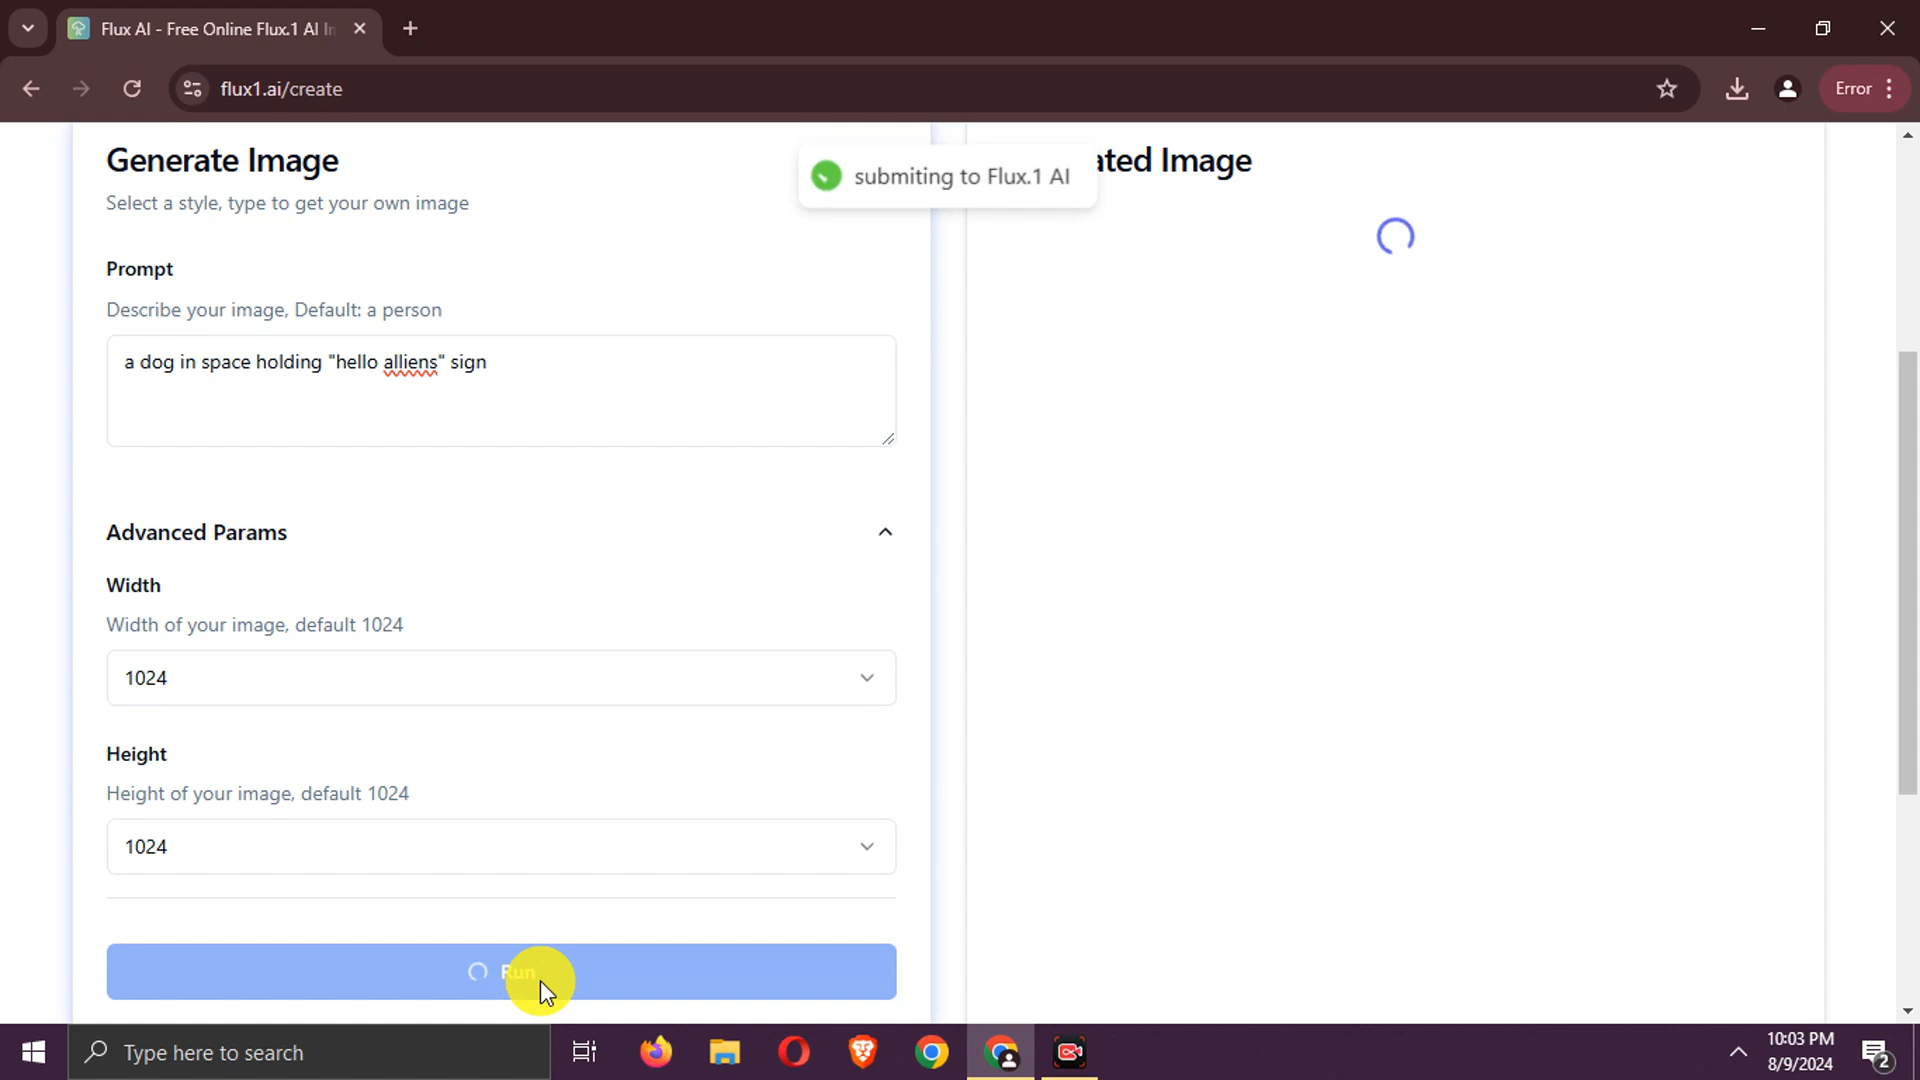 Flux AI - Free Online Flux.1 AI In
flux1.ai/create
Error
Generate Image
Select a style, type to get your own image
submiting to Flux.1 AI
ated Image
Prompt
Describe your image, Default: a person
a dog in space holding "hello alliens" sign
Advanced Params
Width
Width of your image, default 1024
1024
Height
Height of your image, default 1024
1024
Run
Type here to search
10:03 PM
8/9/2024
2